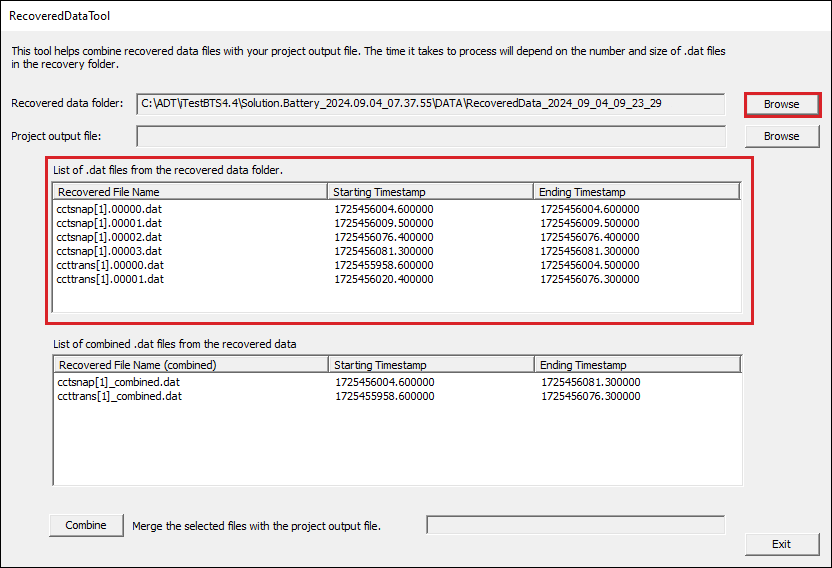 RecoveredDataTool
This tool helps combine recovered data files with your project output file. The time it takes to process will depend on the number and size of .dat files
in the recovery folder.
Recovered data folder: C:\ADT\iTestBTS4.4\Solution.Battery_2024.09.04_07.37.55\DATA\RecoveredData_2024_09_04_09_23_29 Browse
Project output file: Browse
List of .dat files from the recovered data folder.
Recovered File Name Starting Timestamp Ending Timestamp
cctsnap[1].00000.dat 1725456004.600000 1725456004.600000
cctsnap[1].00001.dat 1725456009.500000 1725456009.500000
cctsnap[1].00002.dat 1725456076.400000 1725456076.400000
cctsnap[1].00003.dat 1725456081.300000 1725456081.300000
ccttrans[1].00000.dat 1725455958.600000 1725456004.500000
ccttrans[1].00001.dat 1725456020.400000 1725456076.300000
List of combined .dat files from the recovered data
Recovered File Name (combined) Starting Timestamp Ending Timestamp
cctsnap[1]_combined.dat 1725456004.600000 1725456081.300000
ccttrans[1]_combined.dat 1725455958.600000 1725456076.300000
Combine Merge the selected files with the project output file.
Exit